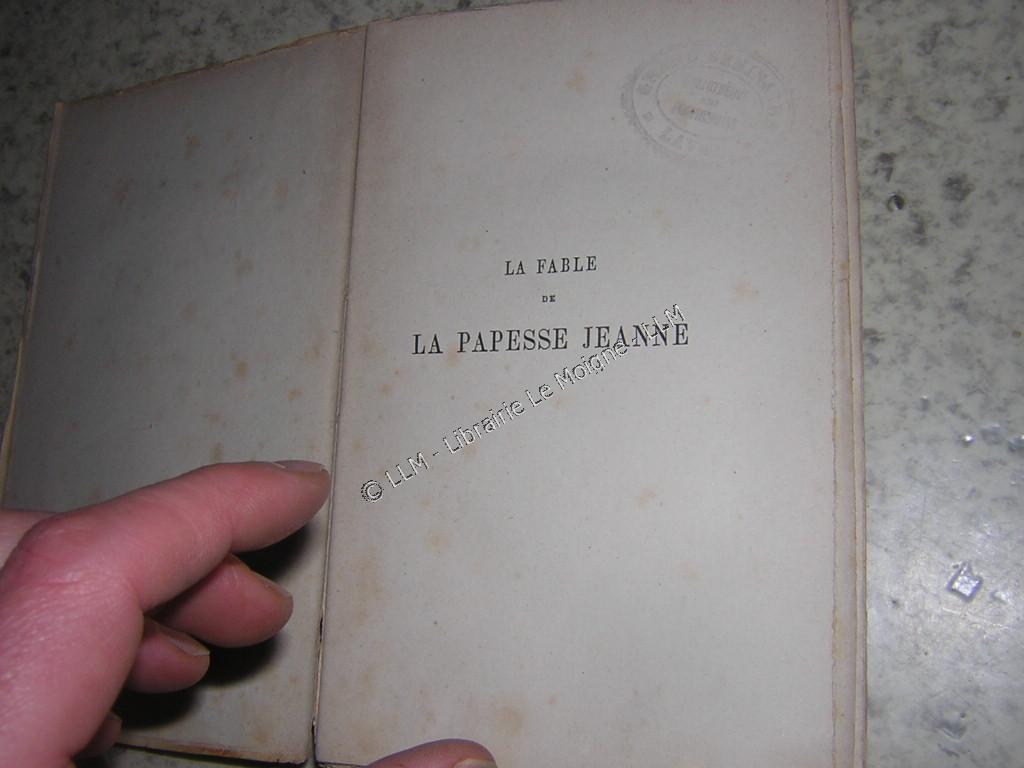 LA FABLE
DE
LA PAPESSE JEANNE
© LLM - Librairie Le Moigne - LLM